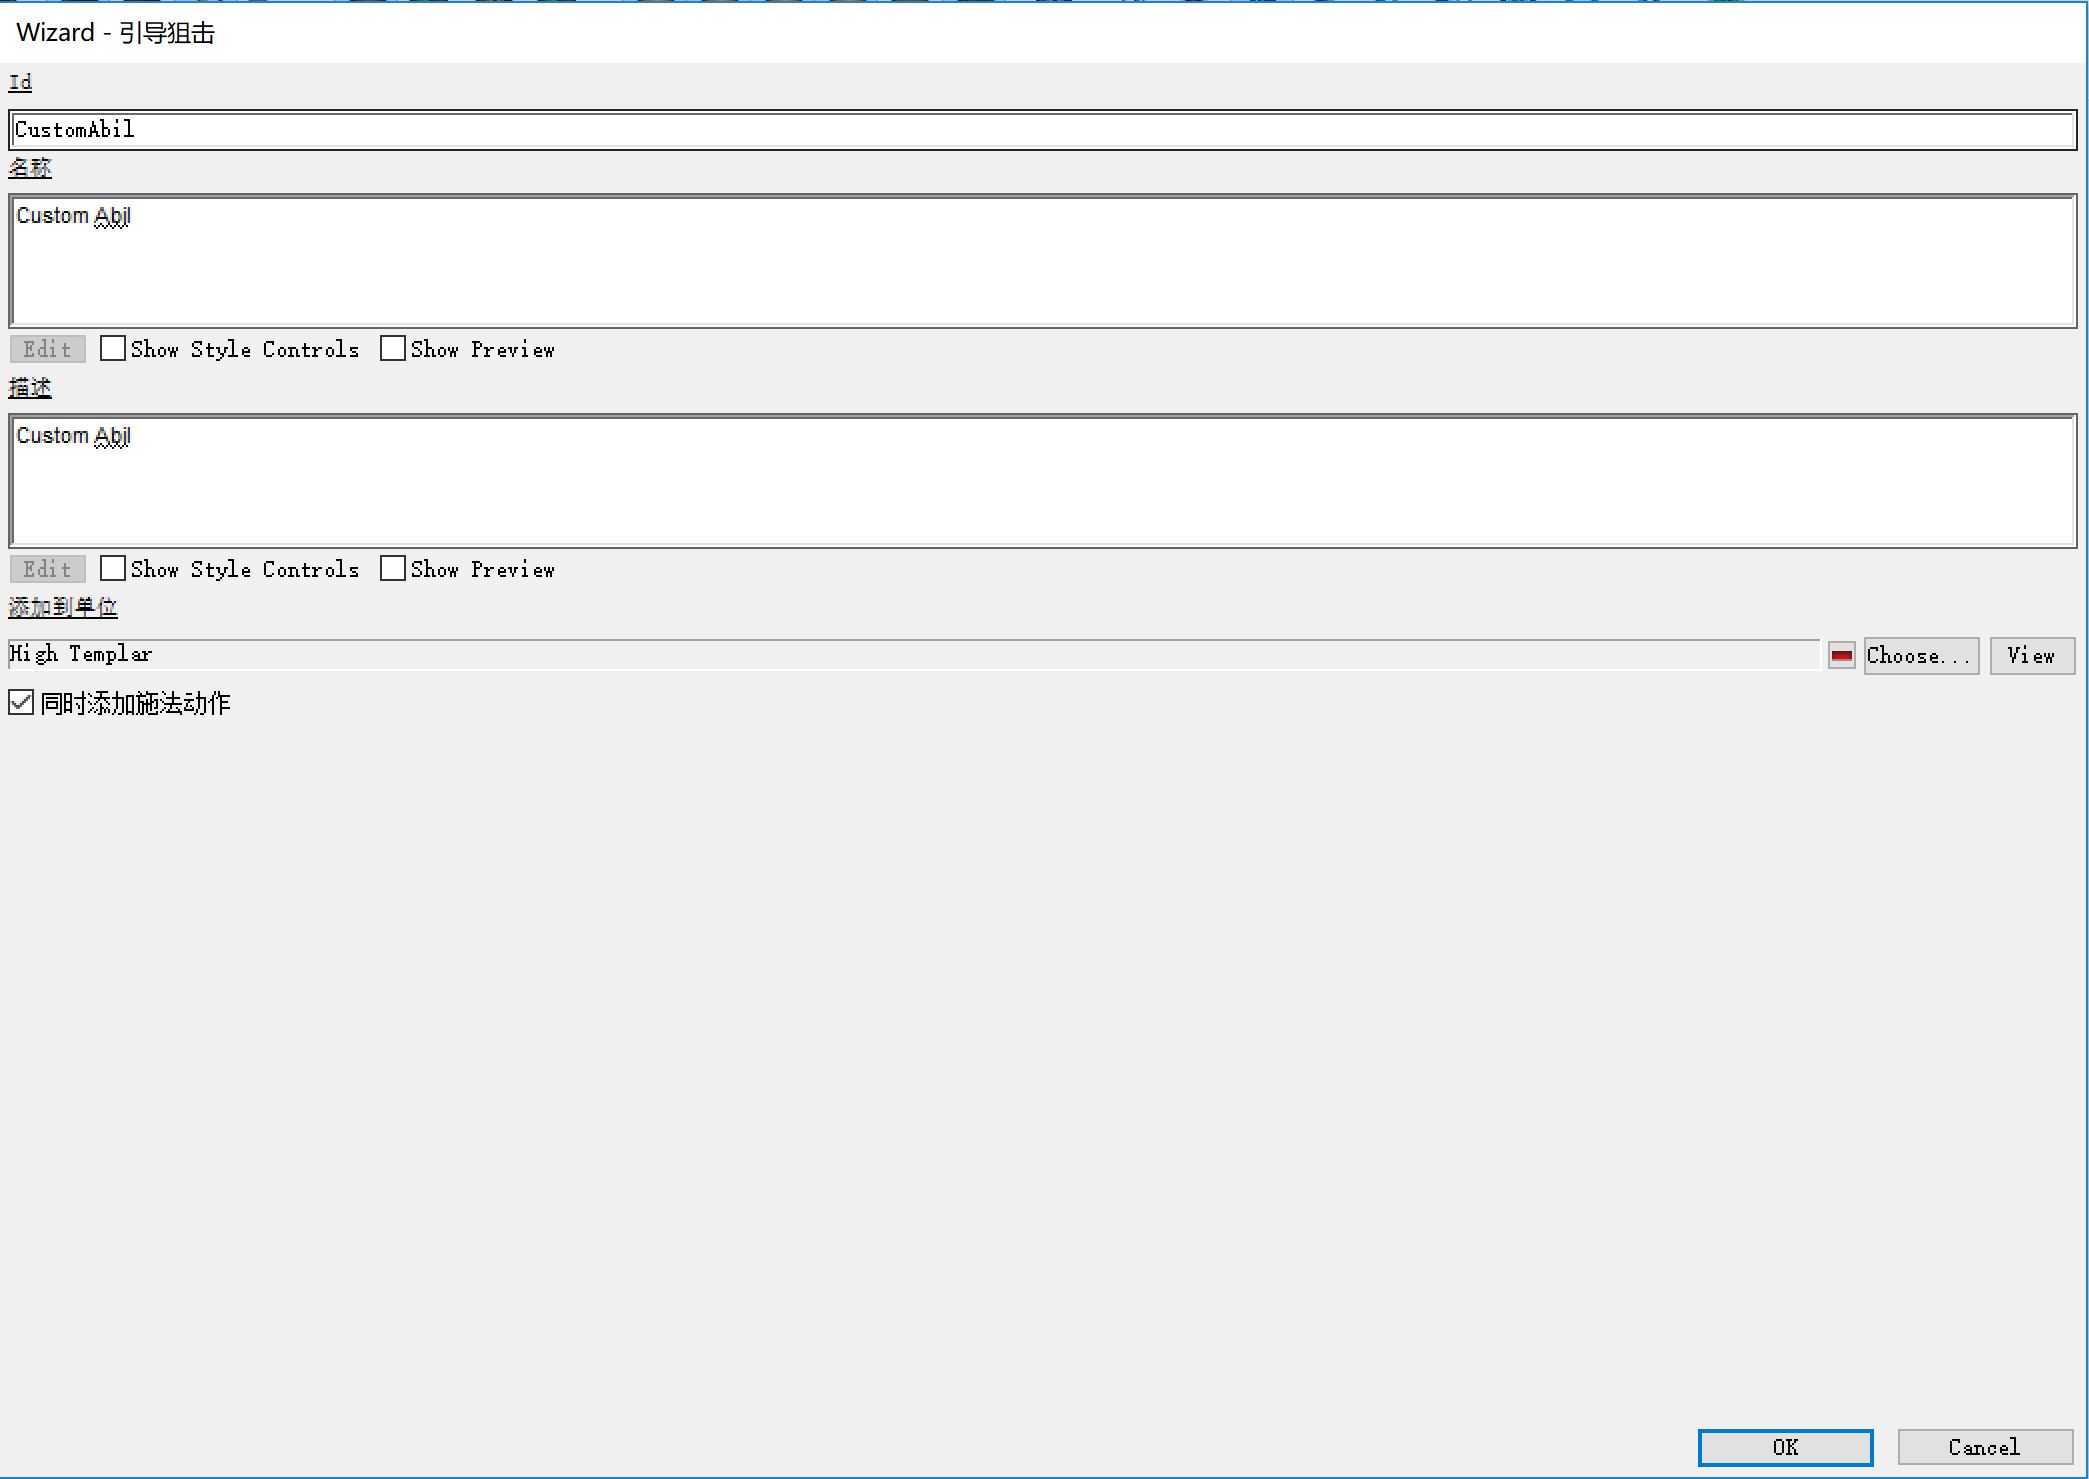 Wizard - 引导狙击
Id
CustomAbil
名称
Custom Abil
Edit Show Style Controls Show Preview
描述
Custom Abil
Edit Show Style Controls Show Preview
添加到单位
High Templar Choose... View
同时添加施法动作
OK Cancel